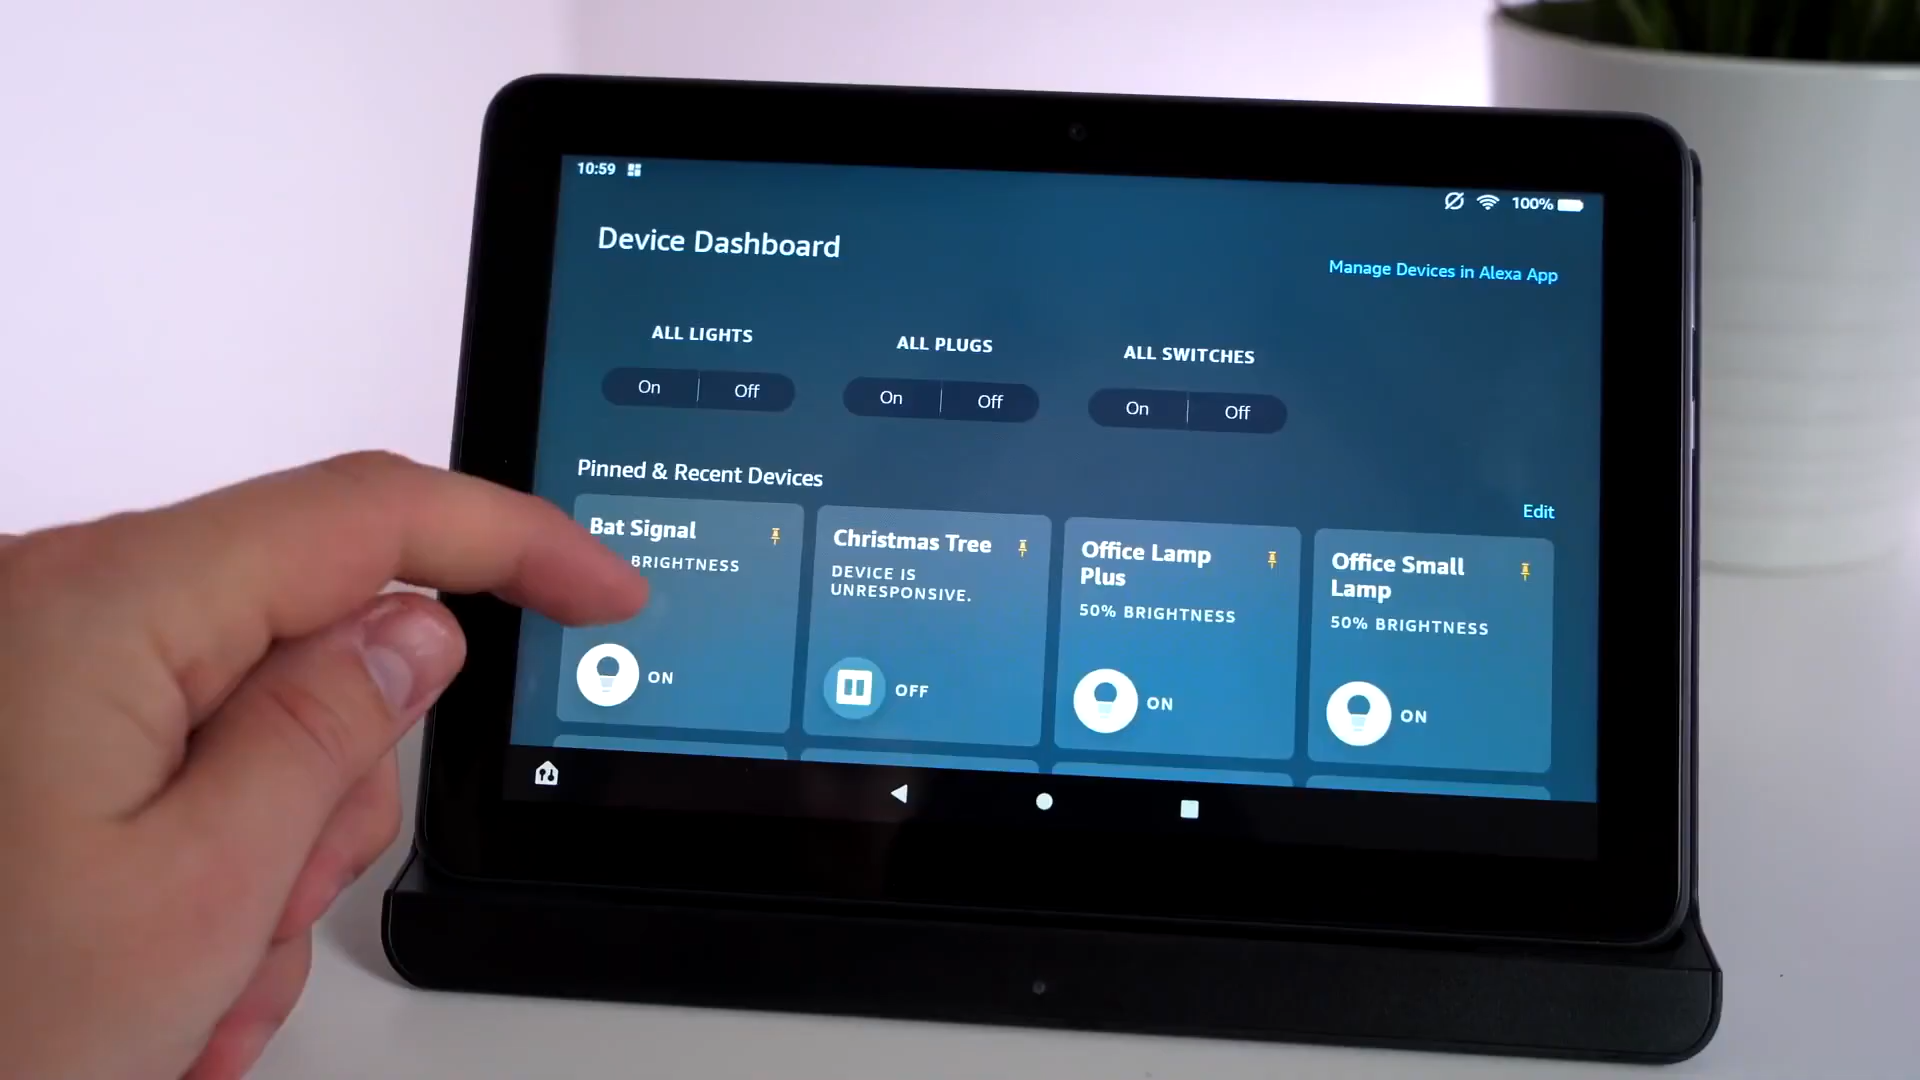 10:59
100%
Device Dashboard
Manage Devices in Alexa App
ALL LIGHTS
On
Off
ALL PLUGS
On
Off
ALL SWITCHES
On
Off
Pinned & Recent Devices
Edit
Bat Signal
BRIGHTNESS
ON
Christmas Tree
DEVICE IS
UNRESPONSIVE.
OFF
Office Lamp
Plus
50% BRIGHTNESS
ON
Office Small
Lamp
50% BRIGHTNESS
ON